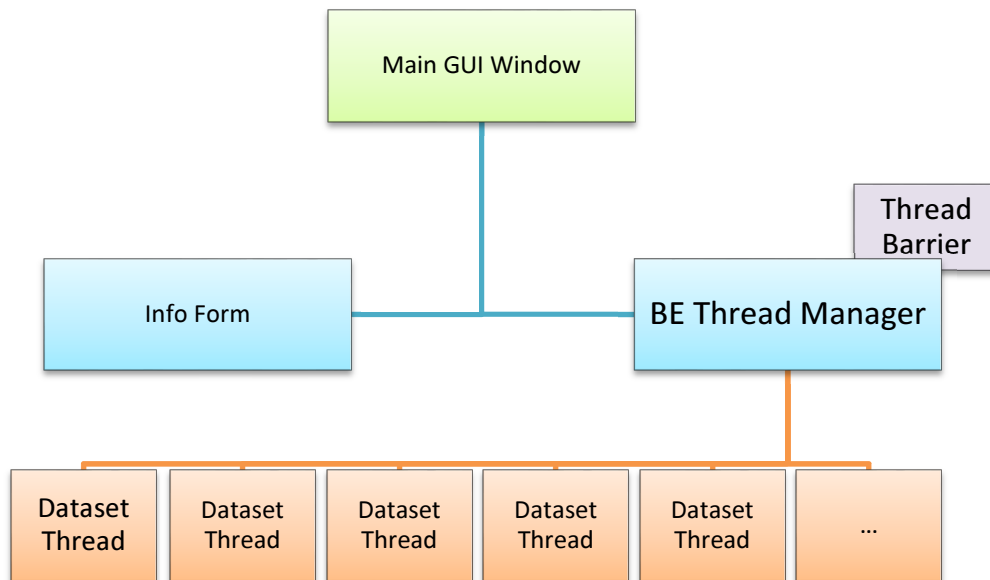 Main GUI Window
Thread
Barrier
Info Form
BE Thread Manager
Dataset
Thread
Dataset
Thread
Dataset
Thread
Dataset
Thread
Dataset
Thread
...